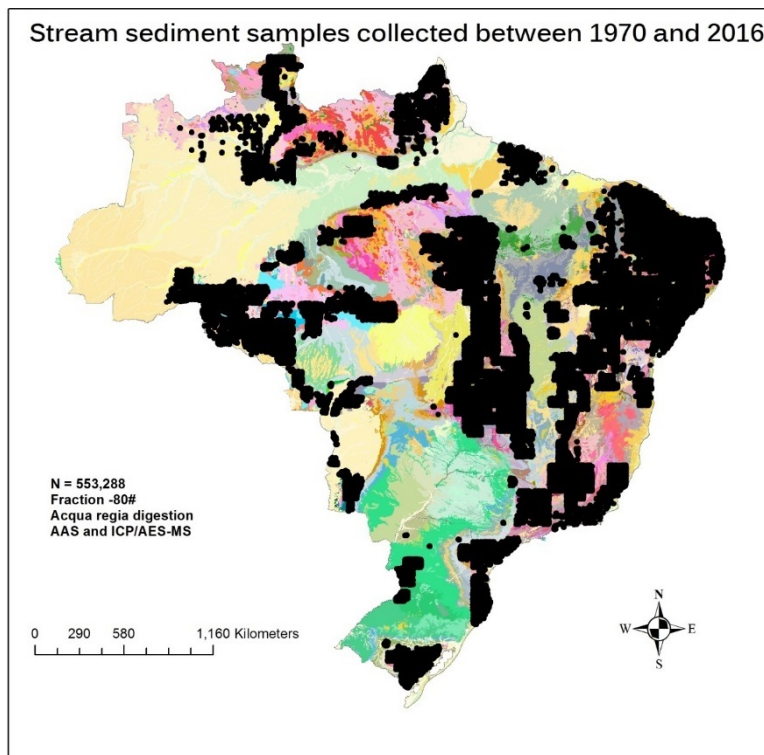 Stream sediment samples collected between 1970 and 2016
N = 553,288
Fraction -80#
Acqua regia digestion
AAS and ICP/AES-MS
0 290 580 1,160 Kilometers
N
W E
S